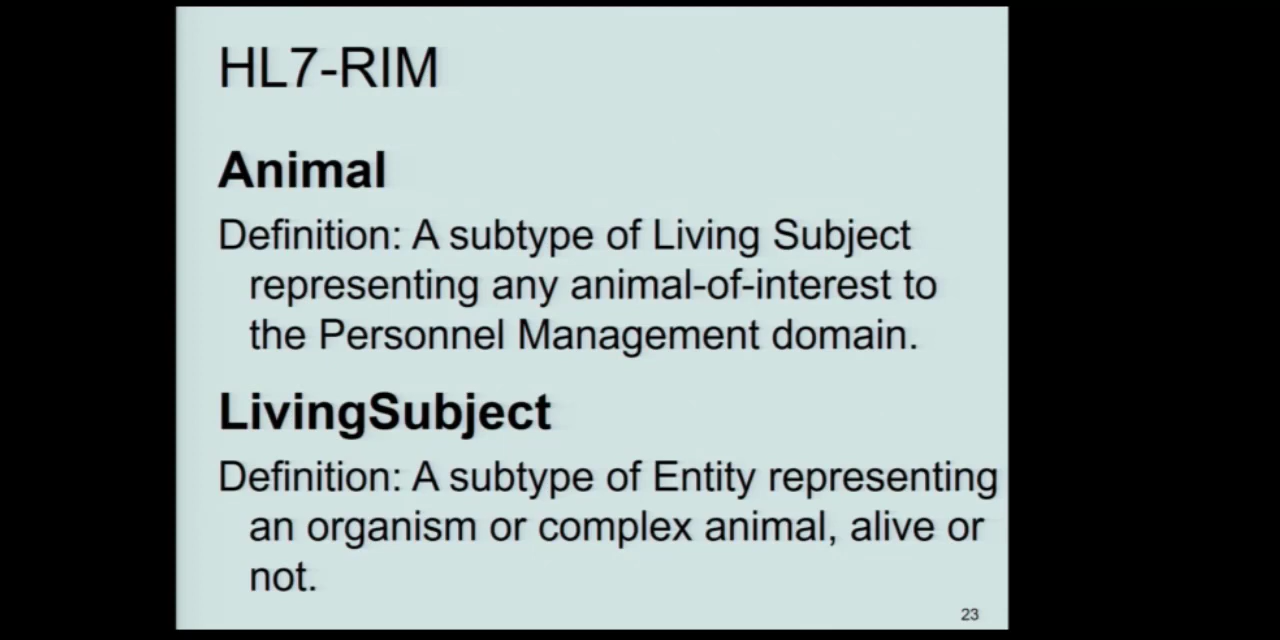 HL7-RIM
Animal
Definition: A subtype of Living Subject
representing any animal-of-interest to
the Personnel Management domain.
LivingSubject
Definition: A subtype of Entity representing
an organism or complex animal, alive or
not.
23